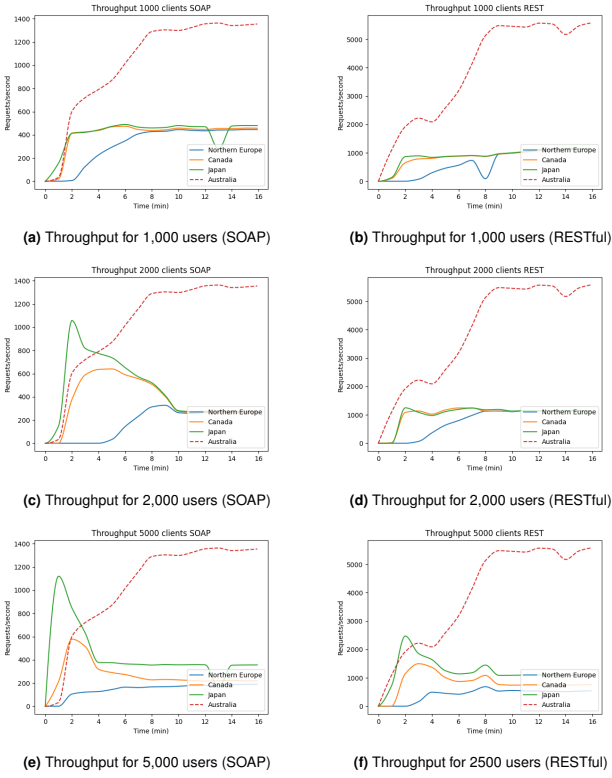 Throughput 1000 clients SOAP
1400
1200
1000
800
600
400
200
0
Requests/second
0 2 4 6 8 10 12 14 16
Time (min)
Northern Europe
Canada
Japan
Australia
(a) Throughput for 1,000 users (SOAP)
Throughput 1000 clients REST
5000
4000
3000
2000
1000
0
Requests/second
0 2 4 6 8 10 12 14 16
Time (min)
Northern Europe
Canada
Japan
Australia
(b) Throughput for 1,000 users (RESTful)
Throughput 2000 clients SOAP
1400
1200
1000
800
600
400
200
0
Requests/second
0 2 4 6 8 10 12 14 16
Time (min)
Northern Europe
Canada
Japan
Australia
(c) Throughput for 2,000 users (SOAP)
Throughput 2000 clients REST
5000
4000
3000
2000
1000
0
Requests/second
0 2 4 6 8 10 12 14 16
Time (min)
Northern Europe
Canada
Japan
Australia
(d) Throughput for 2,000 users (RESTful)
Throughput 5000 clients SOAP
1400
1200
1000
800
600
400
200
0
Requests/second
0 2 4 6 8 10 12 14 16
Time (min)
Northern Europe
Canada
Japan
Australia
(e) Throughput for 5,000 users (SOAP)
Throughput 5000 clients REST
5000
4000
3000
2000
1000
0
Requests/second
0 2 4 6 8 10 12 14 16
Time (min)
Northern Europe
Canada
Japan
Australia
(f) Throughput for 2500 users (RESTful)